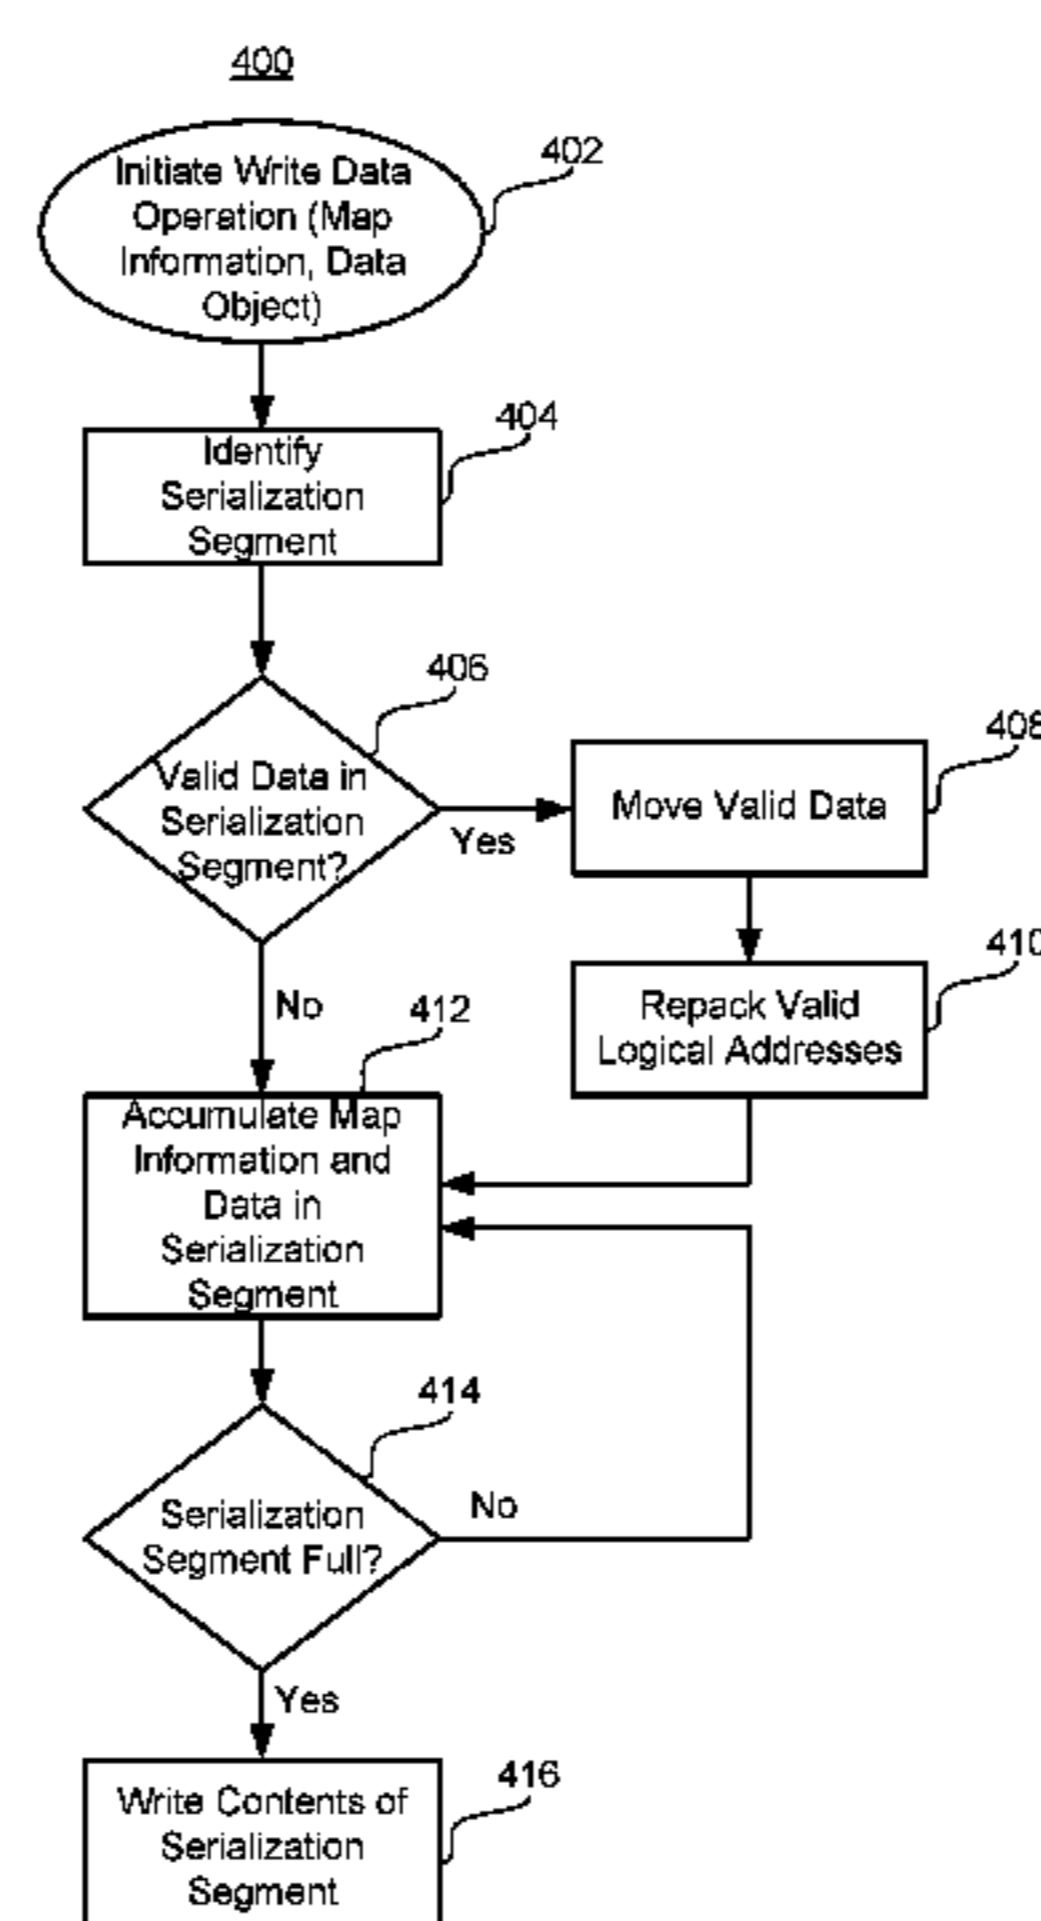 400
Initiate Write Data
Operation (Map
Information, Data
Object)
402
Identify
Serialization
Segment
404
Valid Data in
Serialization
Segment?
406
Yes
No
Move Valid Data
408
Repack Valid
Logical Addresses
410
412
Accumulate Map
Information and
Data in
Serialization
Segment
414
Serialization
Segment Full?
No
Yes
Write Contents of
Serialization
Segment
416